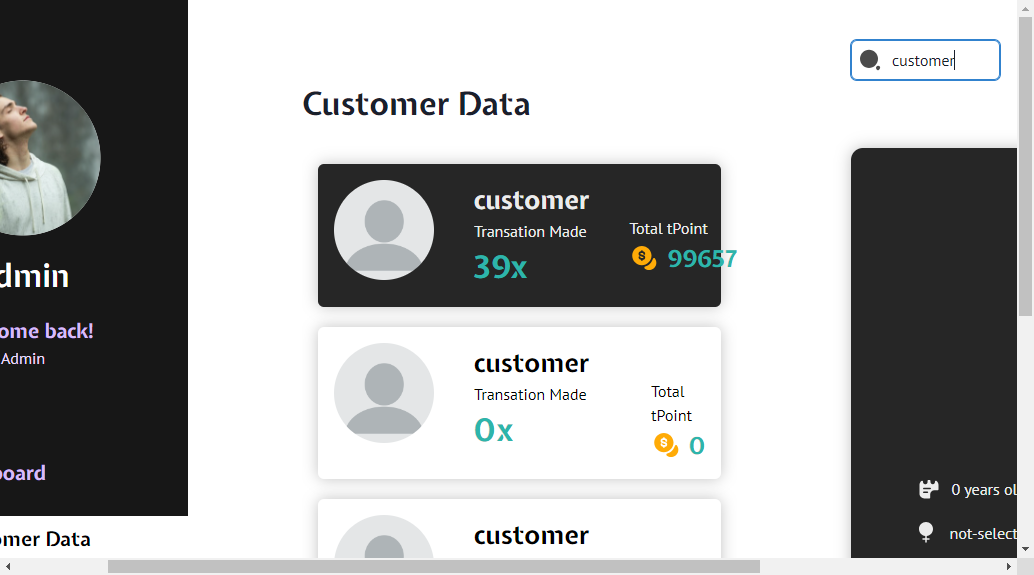 customer
Customer Data
customer
Transation Made
39x
Total tPoint
99657
dmin
ome back!
Admin
customer
Transation Made
0x
Total
tPoint
0
board
0 years ol
customer
not-select
omer Data